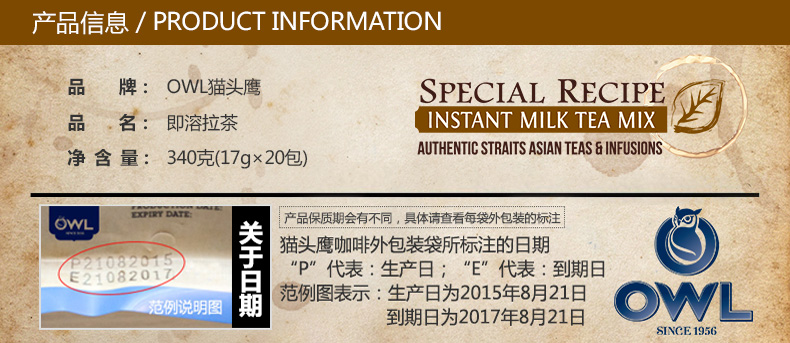 产品信息 / PRODUCT INFORMATION
品 牌： OWL猫头鹰
品 名： 即溶拉茶
净 含 量： 340克(17g×20包)
SPECIAL RECIPE
INSTANT MILK TEA MIX
AUTHENTIC STRAITS ASIAN TEAS & INFUSIONS
OWL
PRODUCTION DATE:
EXPIRY DATE:
P21082015
E21082017
范例说明图
关于日期
产品保质期会有不同，具体请查看每袋外包装的标注
猫头鹰咖啡外包装袋所标注的日期
“P”代表：生产日；“E”代表：到期日
范例图表示：生产日为2015年8月21日
到期日为2017年8月21日
OWL
SINCE 1956